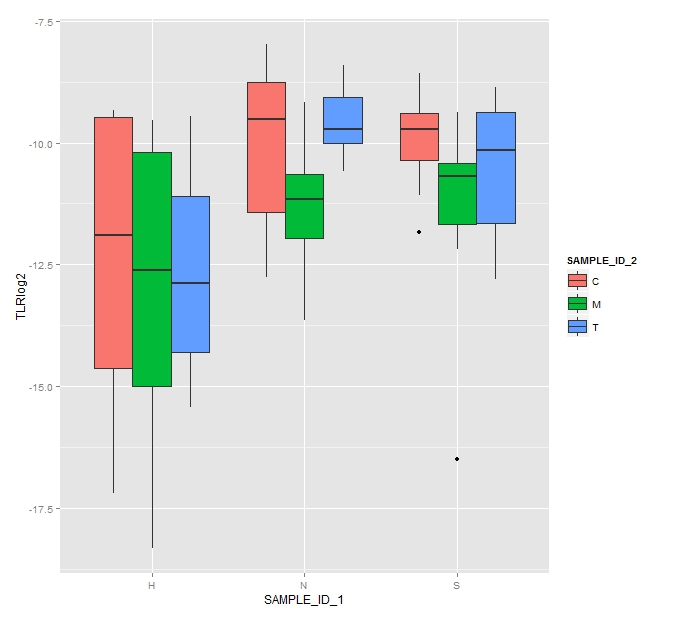 -7.5
-10.0
-12.5
-15.0
-17.5
TLRlog2
H N S
SAMPLE_ID_1
SAMPLE_ID_2
C
M
T